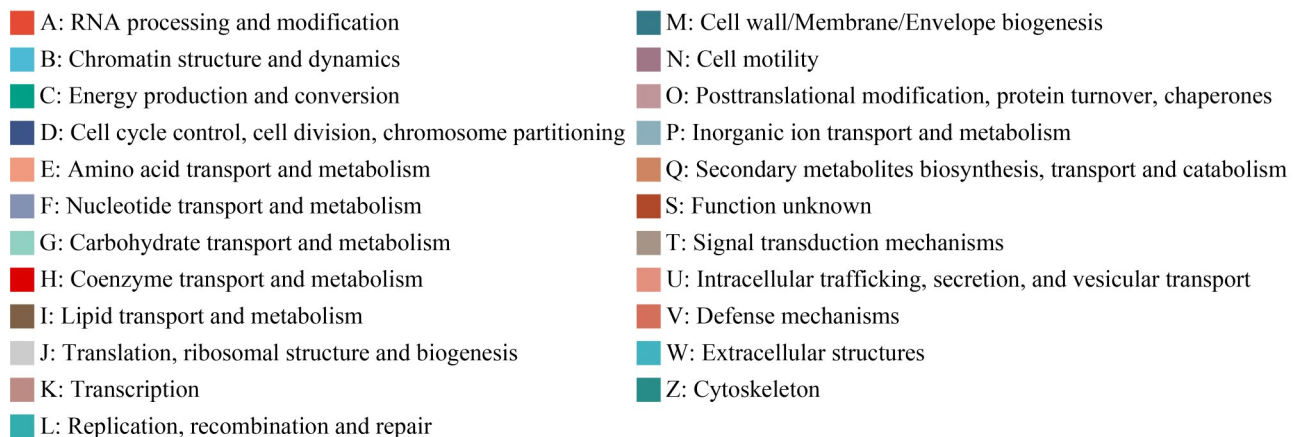 A: RNA processing and modification
B: Chromatin structure and dynamics
C: Energy production and conversion
D: Cell cycle control, cell division, chromosome partitioning
E: Amino acid transport and metabolism
F: Nucleotide transport and metabolism
G: Carbohydrate transport and metabolism
H: Coenzyme transport and metabolism
I: Lipid transport and metabolism
J: Translation, ribosomal structure and biogenesis
K: Transcription
L: Replication, recombination and repair
M: Cell wall/Membrane/Envelope biogenesis
N: Cell motility
O: Posttranslational modification, protein turnover, chaperones
P: Inorganic ion transport and metabolism
Q: Secondary metabolites biosynthesis, transport and catabolism
S: Function unknown
T: Signal transduction mechanisms
U: Intracellular trafficking, secretion, and vesicular transport
V: Defense mechanisms
W: Extracellular structures
Z: Cytoskeleton